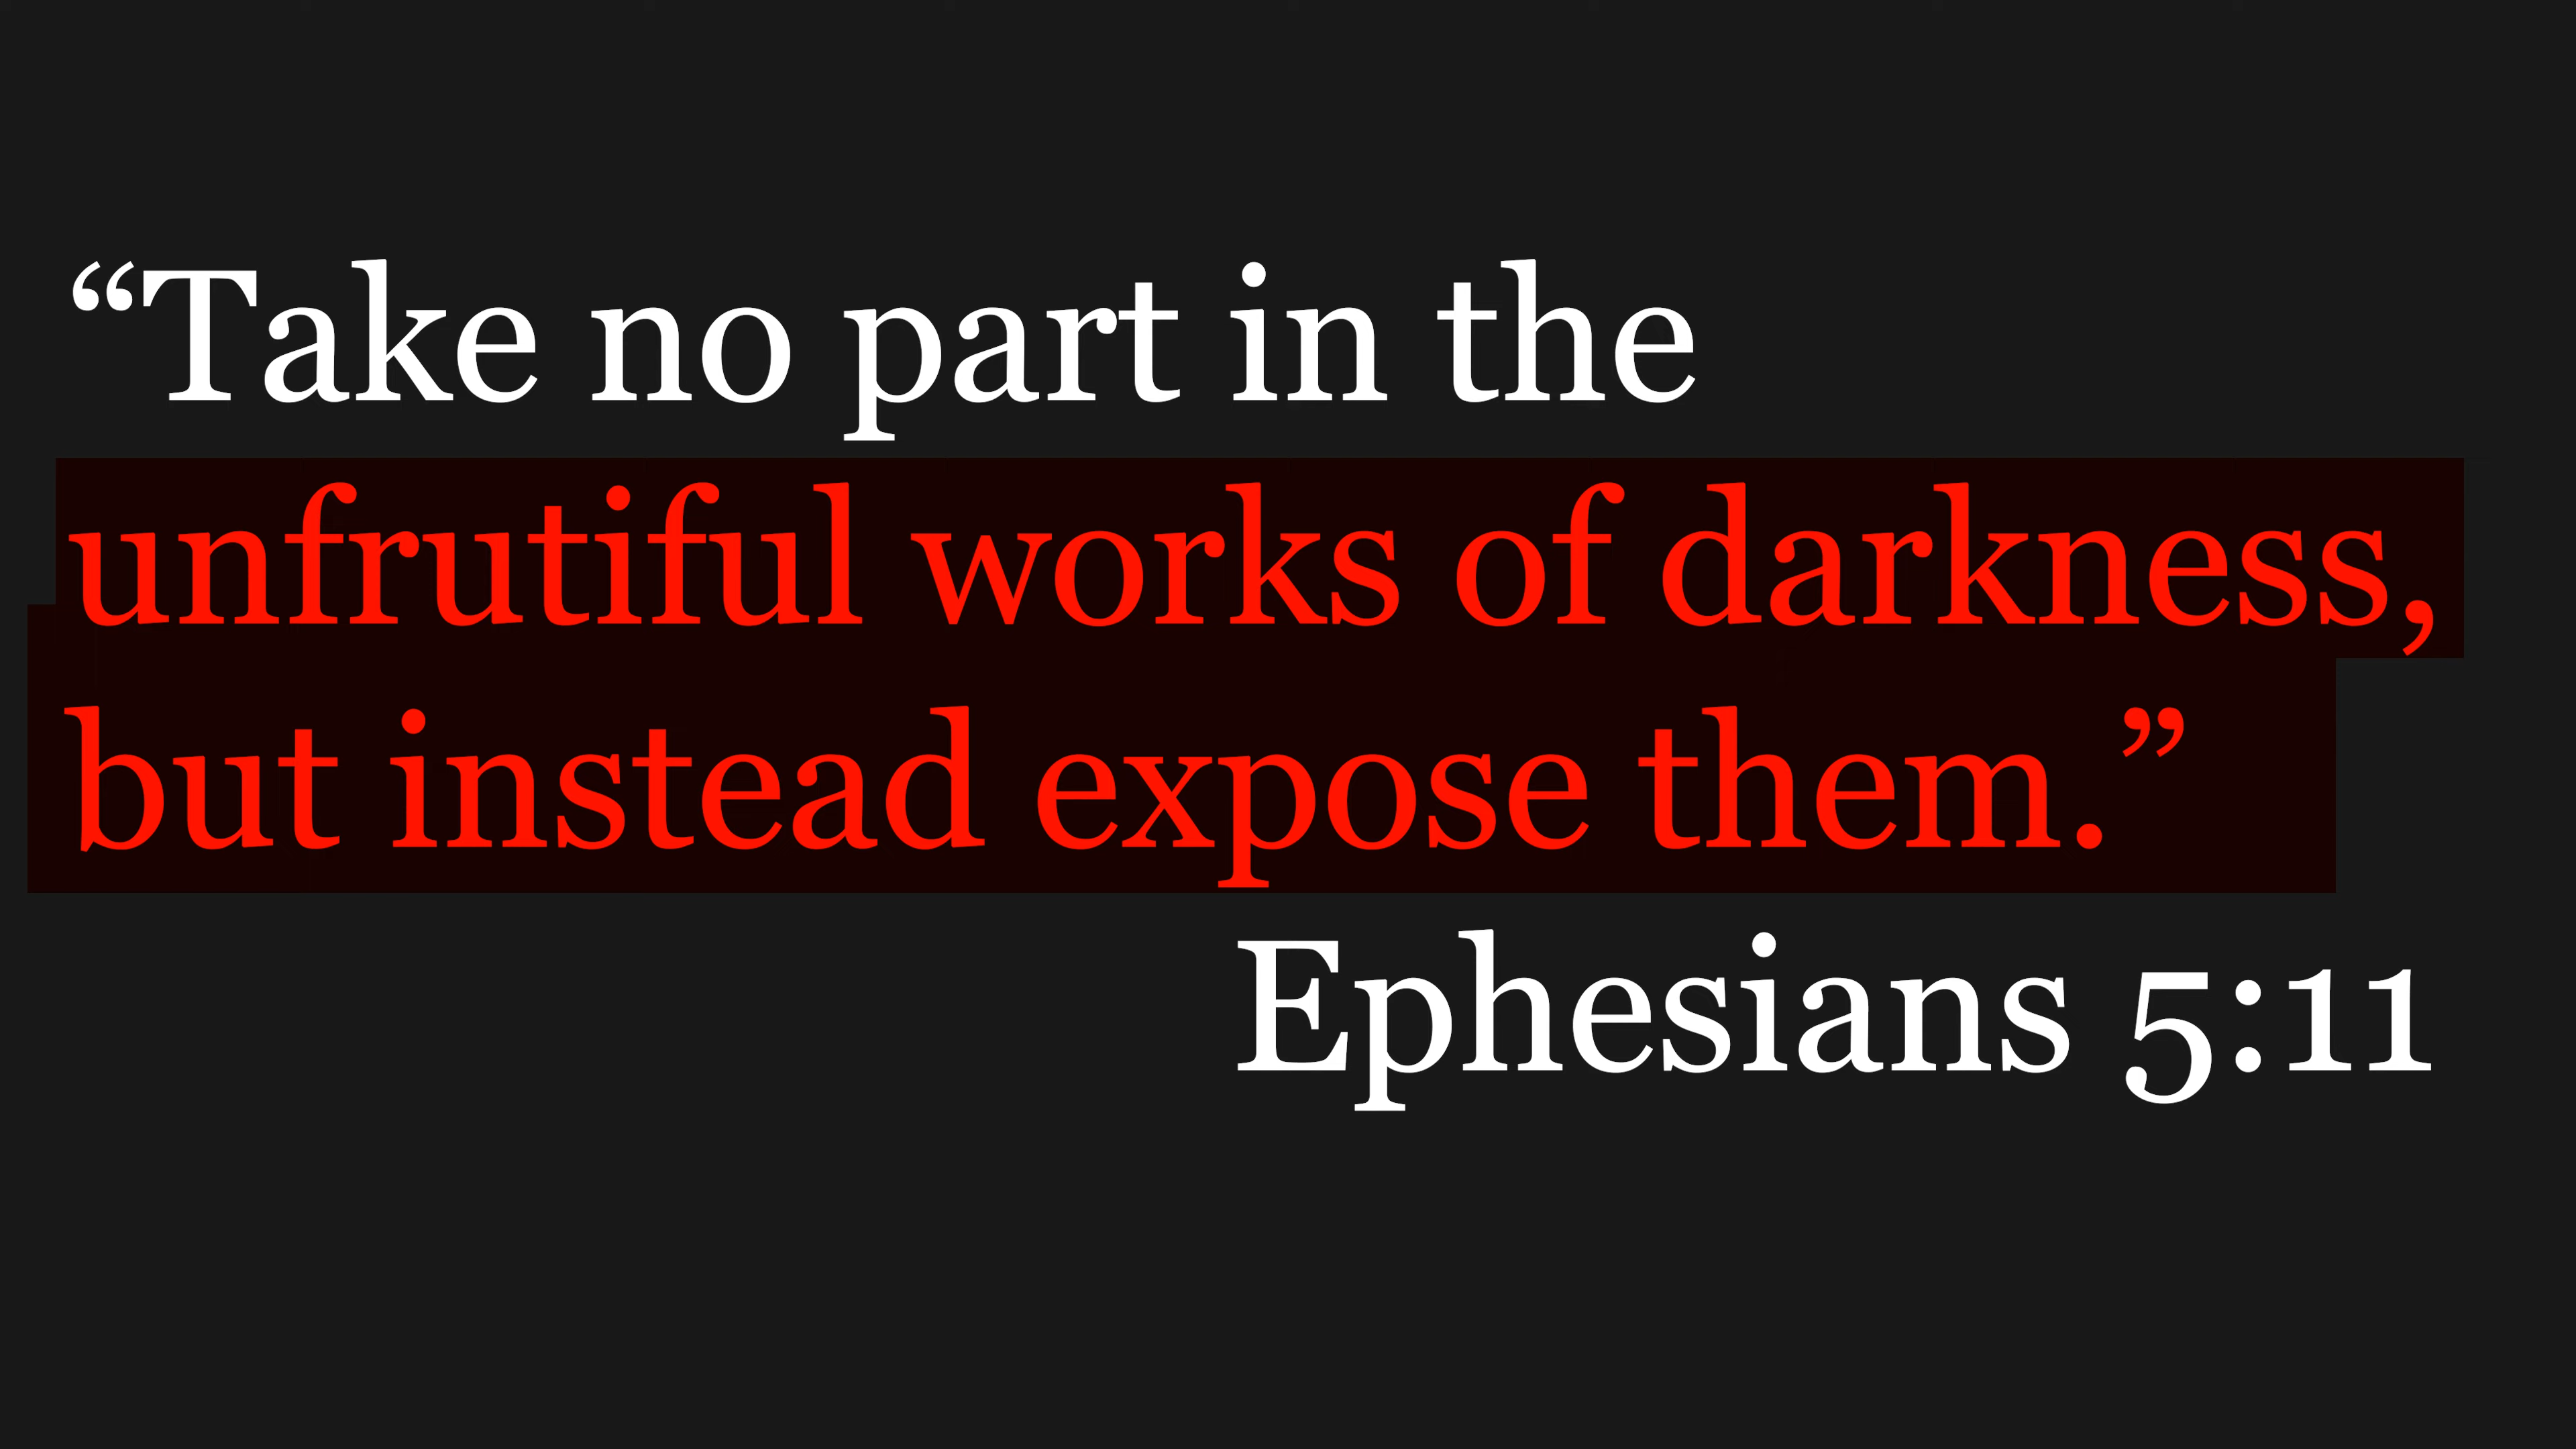 “Take no part in the
unfrutiful works of darkness,
but instead expose them.”
Ephesians 5:11